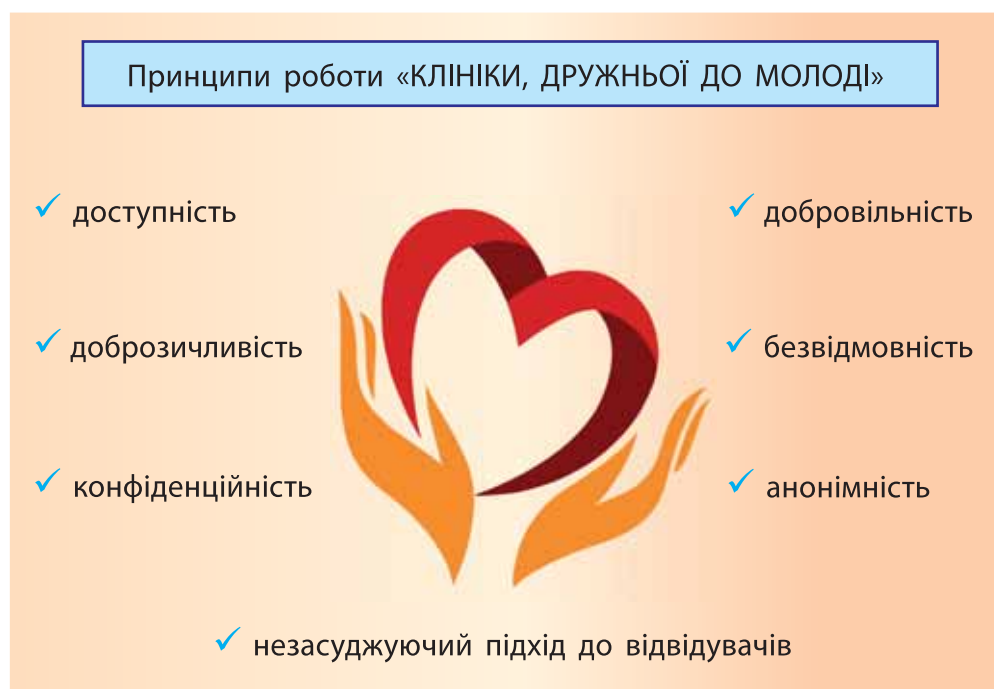 Принципи роботи «КЛІНІКИ, ДРУЖНЬОЇ ДО МОЛОДІ»
доступність
доброзичливість
конфіденційність
добровільність
безвідмовність
анонімність
незасуджуючий підхід до відвідувачів